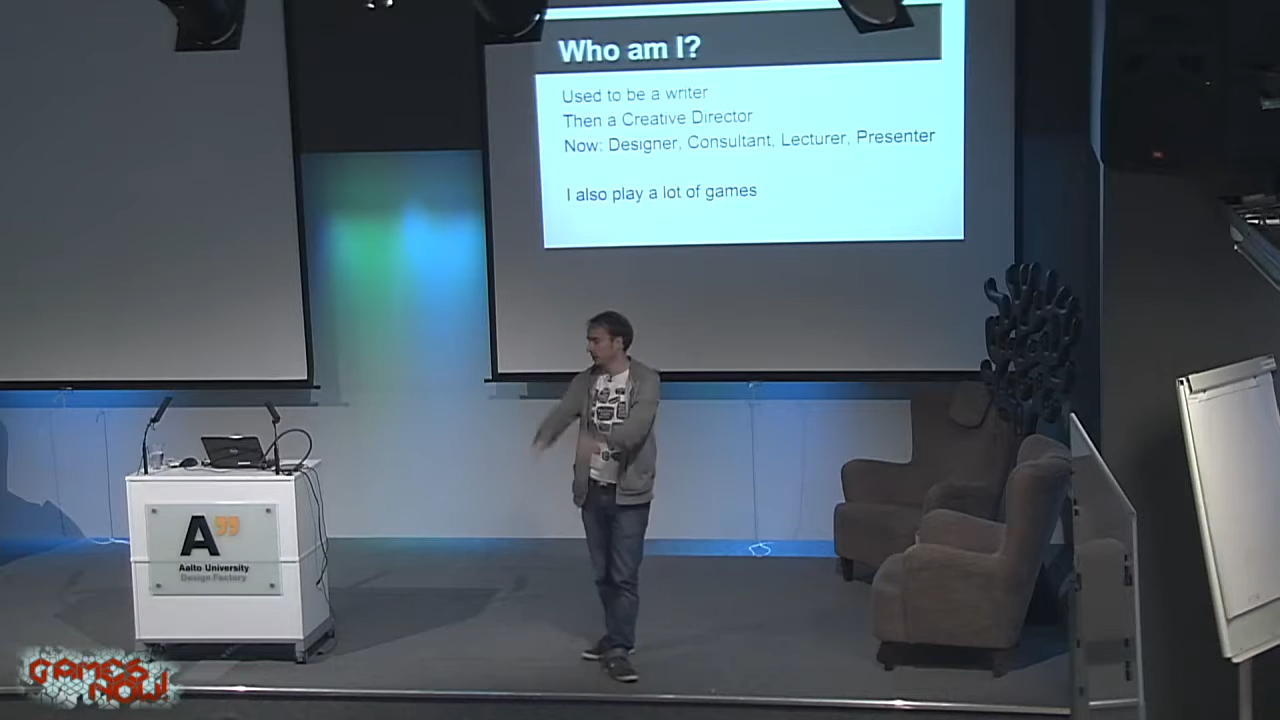 Who am I?
Used to be a writer
Then a Creative Director
Now: Designer, Consultant, Lecturer, Presenter
I also play a lot of games
A”
Aalto University
Design Factory
GAMES
NOW!